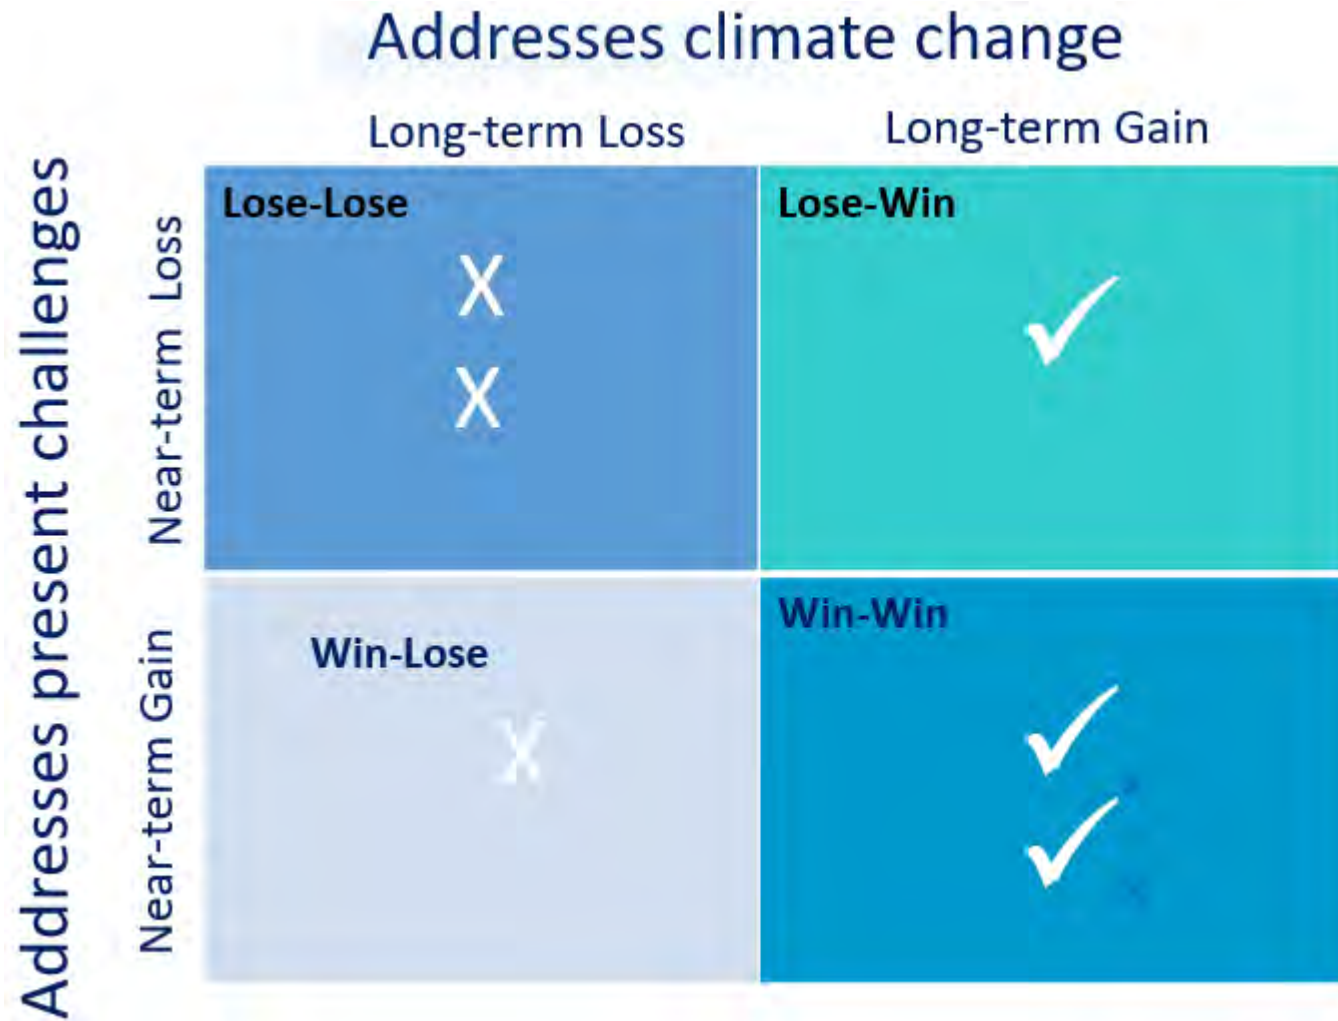 Addresses climate change
Long-term Loss
Long-term Gain
Addresses present challenges
Near-term Loss
Lose-Lose
X
X
Lose-Win
✓
Near-term Gain
Win-Lose
X
Win-Win
✓
✓